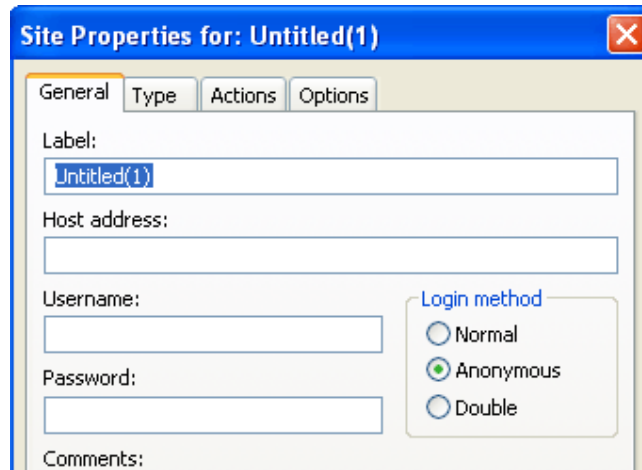 Site Properties for: Untitled(1)
General Type Actions Options
Label:
Untitled(1)
Host address:
Username:
Login method
Normal
Password:
Anonymous
Double
Comments: